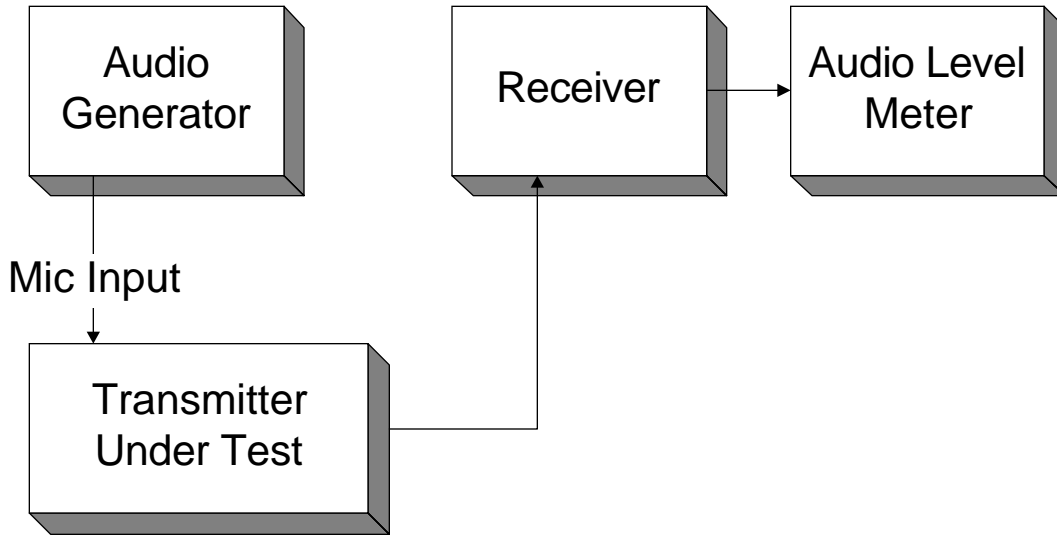 Audio
Generator
Receiver
Audio Level
Meter
Mic Input
Transmitter
Under Test